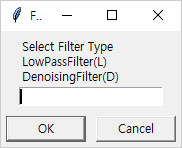 F..
Select Filter Type
LowPassFilter(L)
DenoisingFilter(D)
OK
Cancel